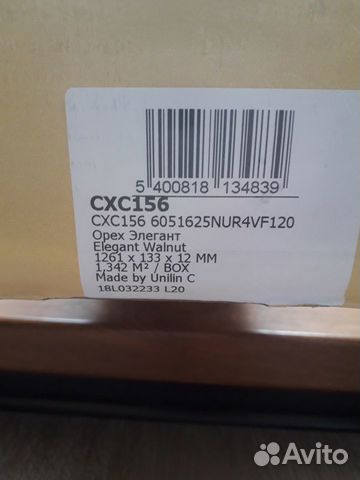 5 400818 134839
CXC156
CXC156 6051625NUR4VF120
Орех Элегант
Elegant Walnut
1261 x 133 x 12 MM
1,342 M² / BOX
Made by Unilin C
18L032233 L20
Avito